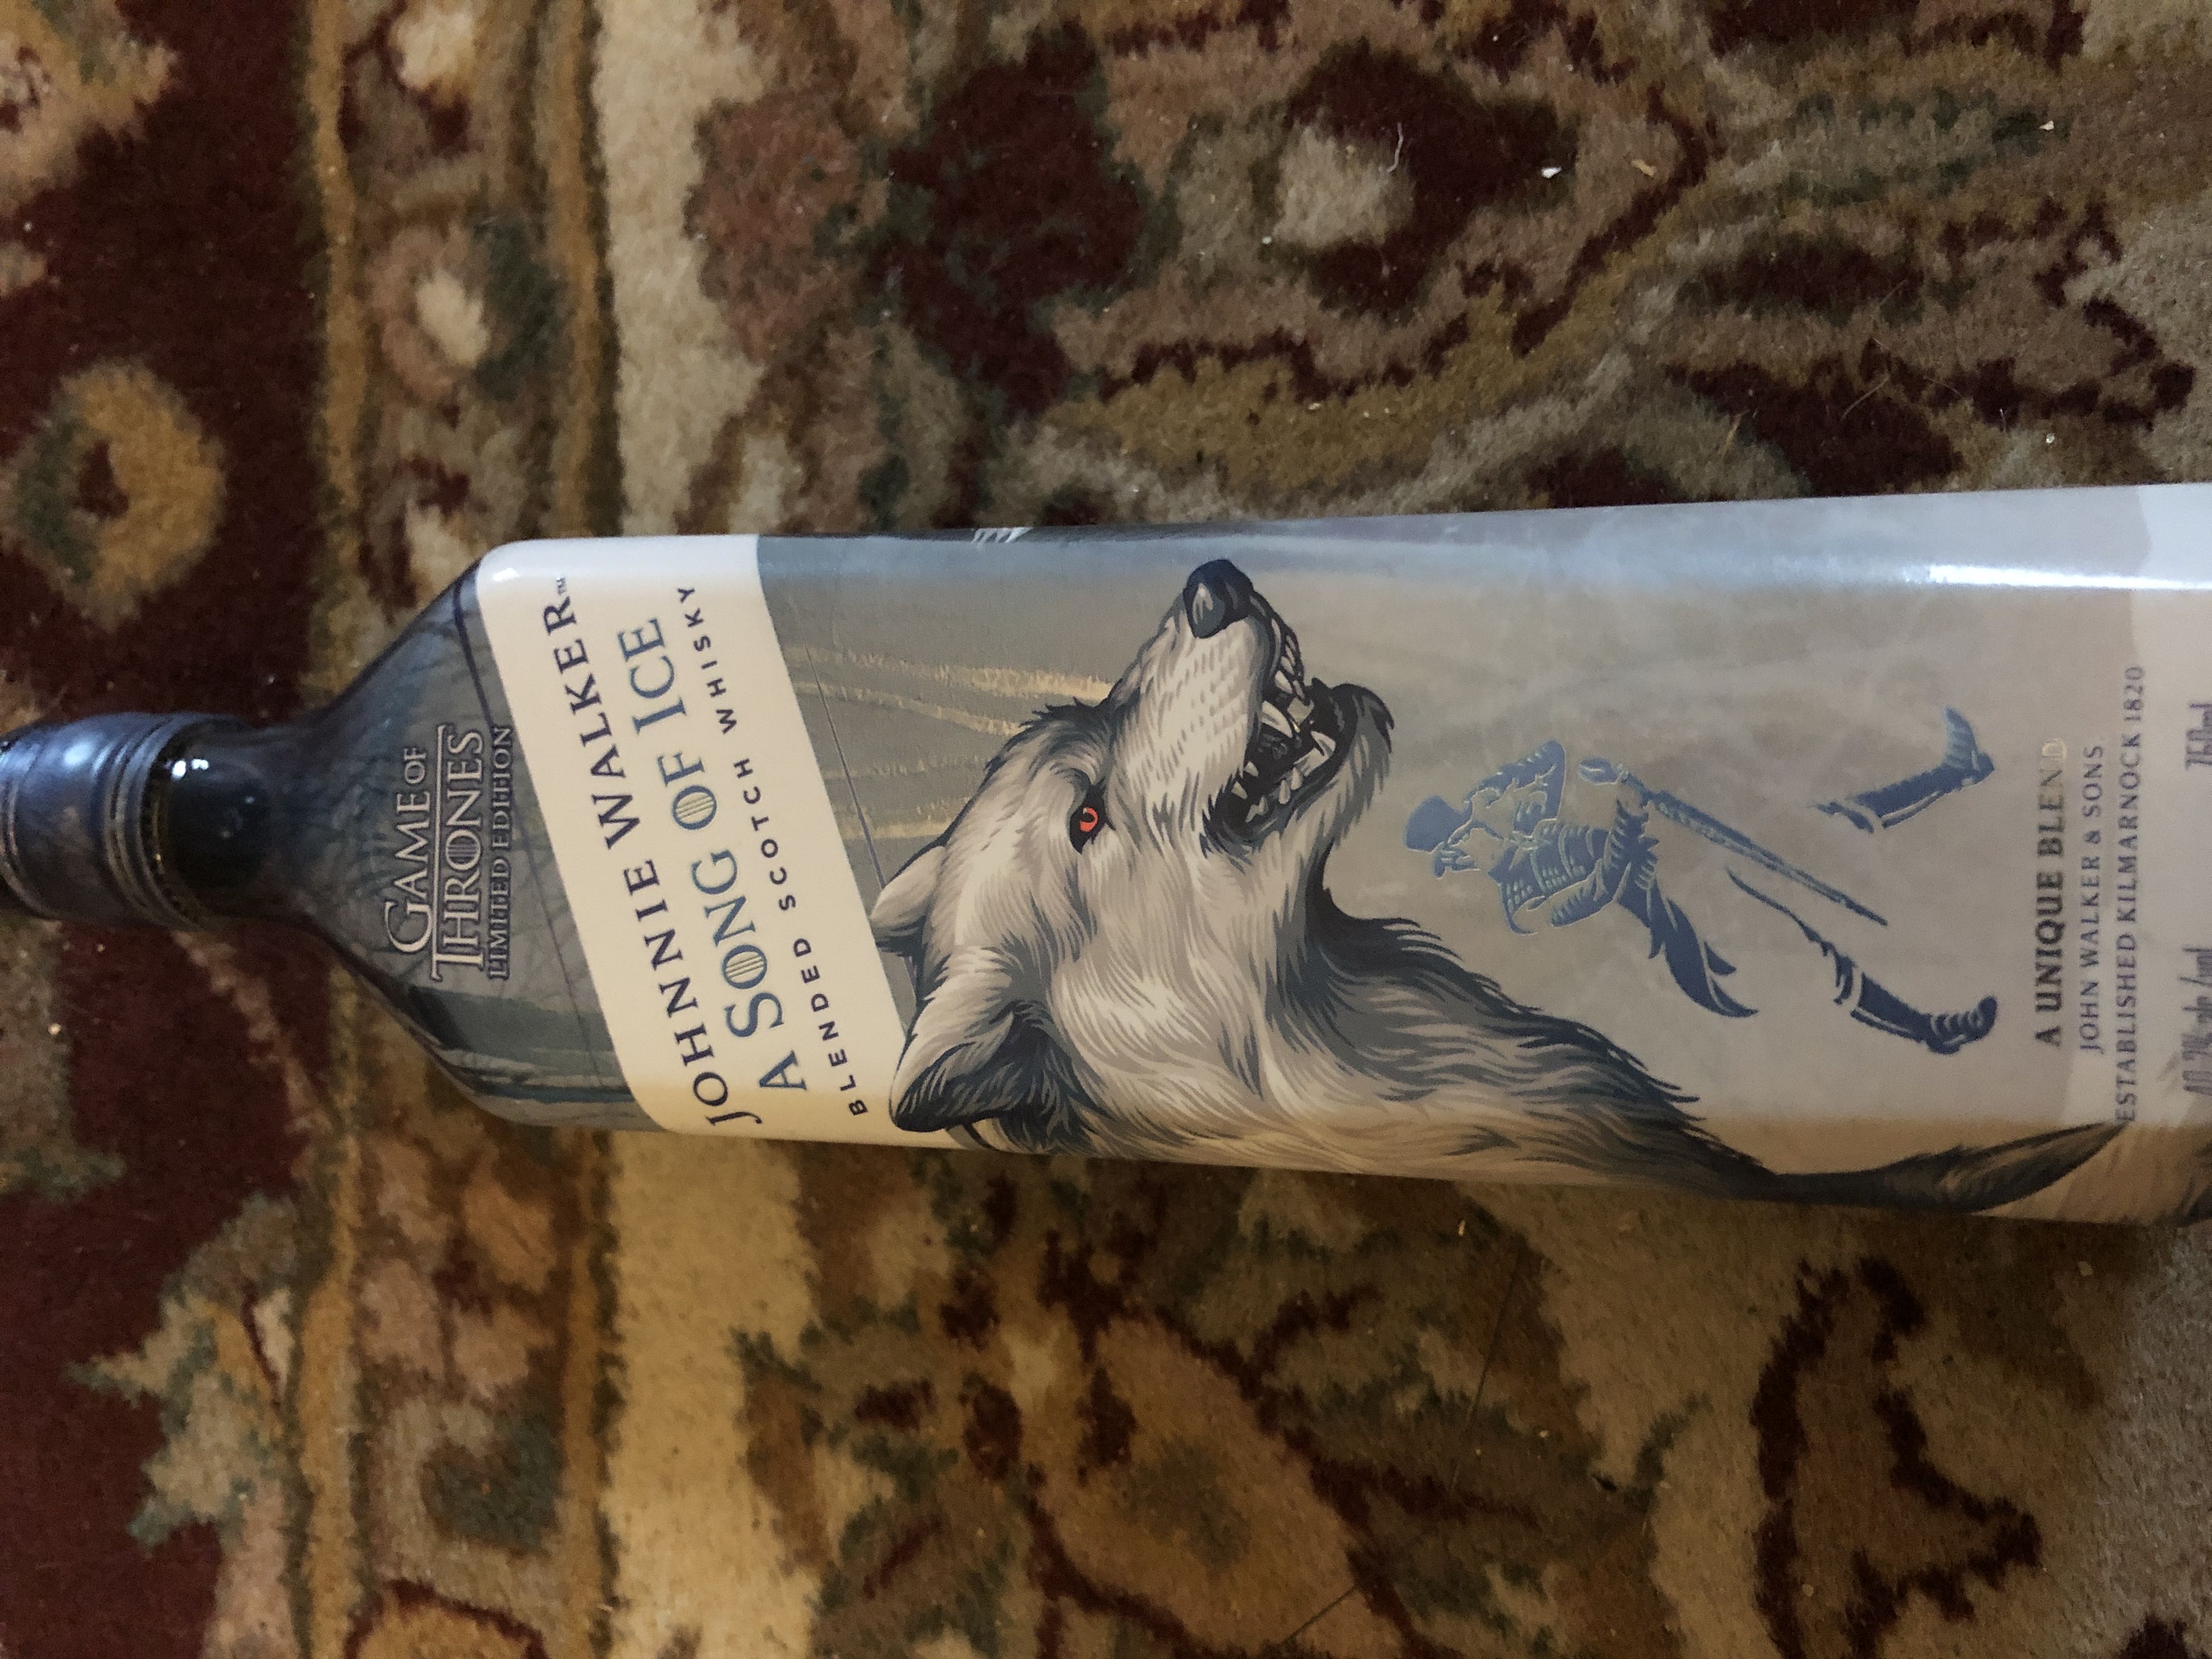 GAME OF
THRONES
LIMITED EDITION
JOHNNIE WALKER™
A SONG OF ICE
BLENDED SCOTCH WHISKY
A UNIQUE BLEND
JOHN WALKER & SONS.
ESTABLISHED KILMARNOCK 1820
750ml